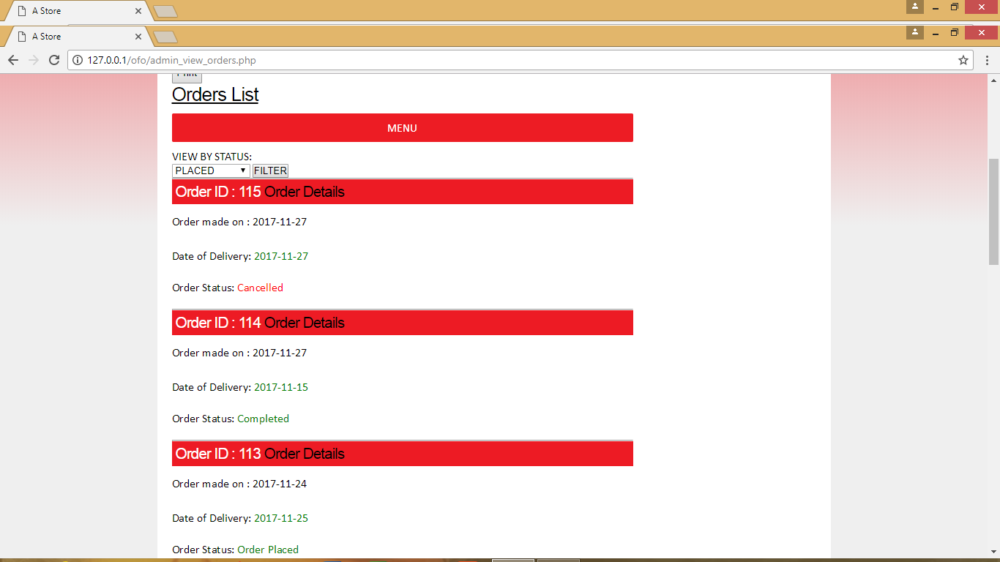 A Store
A Store
127.0.0.1/ofo/admin_view_orders.php
Print
Orders List
MENU
VIEW BY STATUS:
PLACED FILTER
Order ID : 115 Order Details
Order made on : 2017-11-27
Date of Delivery: 2017-11-27
Order Status: Cancelled
Order ID : 114 Order Details
Order made on : 2017-11-27
Date of Delivery: 2017-11-15
Order Status: Completed
Order ID : 113 Order Details
Order made on : 2017-11-24
Date of Delivery: 2017-11-25
Order Status: Order Placed